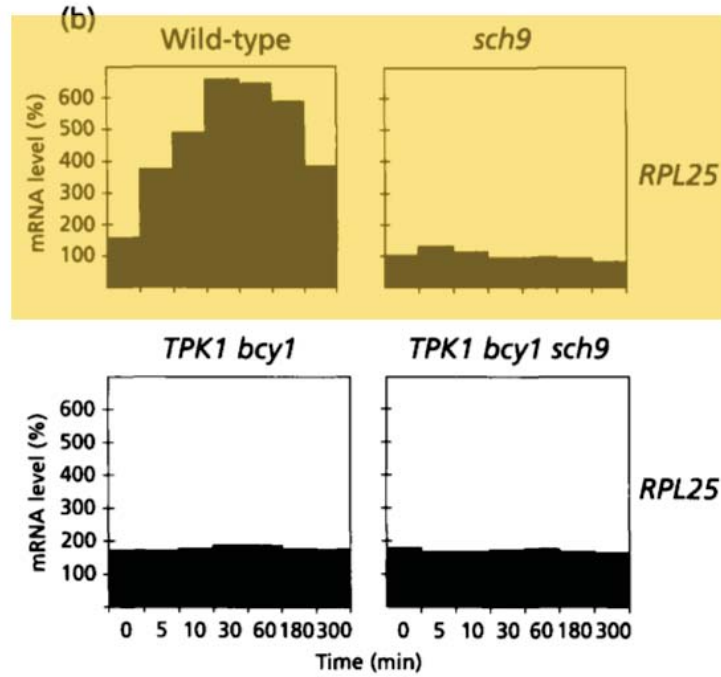 (b)
Wild-type sch9
mRNA level (%)
600
500
400
300
200
100
RPL25
TPK1 bcy1 TPK1 bcy1 sch9
mRNA level (%)
600
500
400
300
200
100
RPL25
0 5 10 30 60 180 300 0 5 10 30 60 180 300
Time (min)